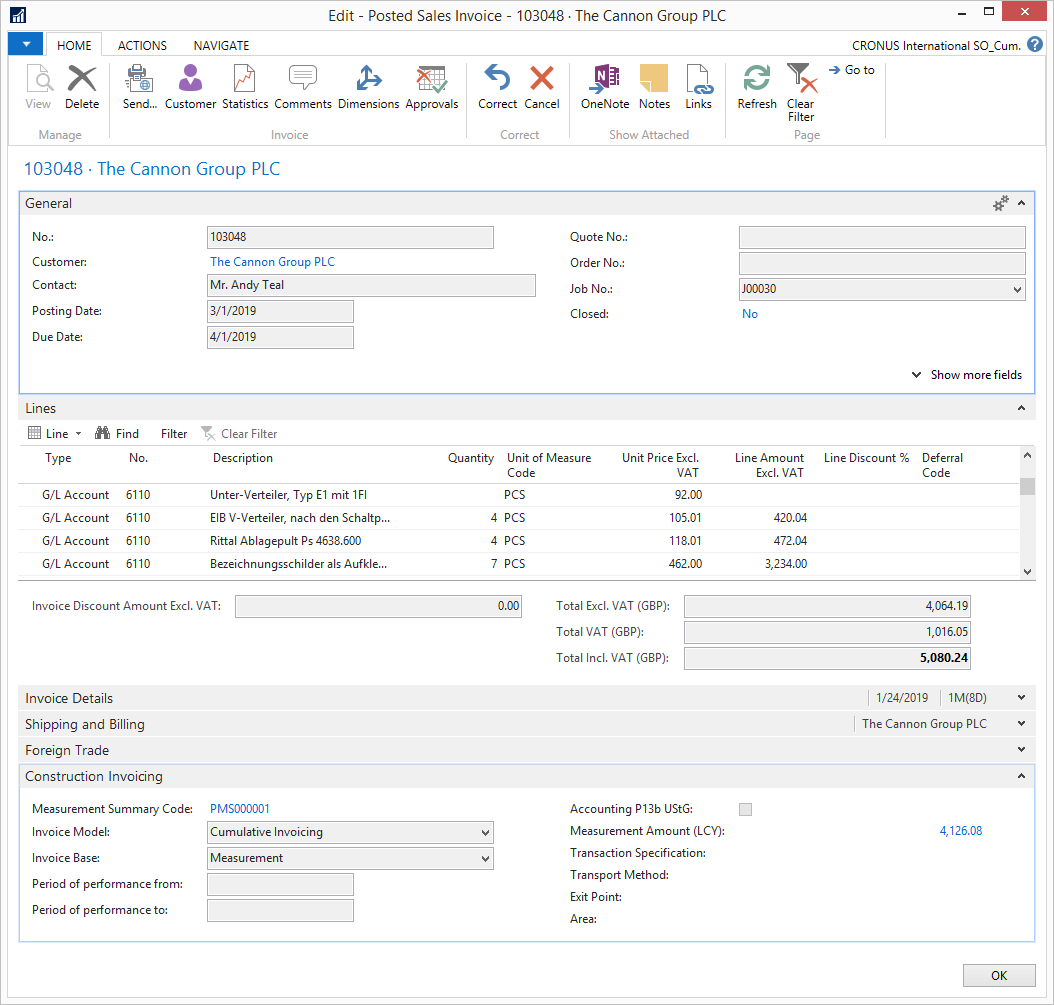 Edit - Posted Sales Invoice - 103048 · The Cannon Group PLC
HOME ACTIONS NAVIGATE CRONUS International SO_Cum. ?
View Delete Send... Customer Statistics Comments Dimensions Approvals Correct Cancel OneNote Notes Links Refresh Clear Filter Go to
Manage Invoice Correct Show Attached Page
103048 · The Cannon Group PLC
General
No.: 103048 Quote No.:
Customer: The Cannon Group PLC Order No.:
Contact: Mr. Andy Teal Job No.: J00030
Posting Date: 3/1/2019 Closed: No
Due Date: 4/1/2019
Show more fields
Lines
Line Find Filter Clear Filter
Type No. Description Quantity Unit of Measure Code Unit Price Excl. VAT Line Amount Excl. VAT Line Discount % Deferral Code
G/L Account 6110 Unter-Verteiler, Typ E1 mit 1FI PCS 92.00
G/L Account 6110 EIB V-Verteiler, nach den Schaltp... 4 PCS 105.01 420.04
G/L Account 6110 Rittal Ablagepult Ps 4638.600 4 PCS 118.01 472.04
G/L Account 6110 Bezeichnungsschilder als Aufkle... 7 PCS 462.00 3,234.00
Invoice Discount Amount Excl. VAT: 0.00 Total Excl. VAT (GBP): 4,064.19
Total VAT (GBP): 1,016.05
Total Incl. VAT (GBP): 5,080.24
Invoice Details 1/24/2019 1M(8D)
Shipping and Billing The Cannon Group PLC
Foreign Trade
Construction Invoicing
Measurement Summary Code: PMS000001 Accounting P13b UStG:
Invoice Model: Cumulative Invoicing Measurement Amount (LCY): 4,126.08
Invoice Base: Measurement Transaction Specification:
Period of performance from: Transport Method:
Period of performance to: Exit Point:
Area:
OK